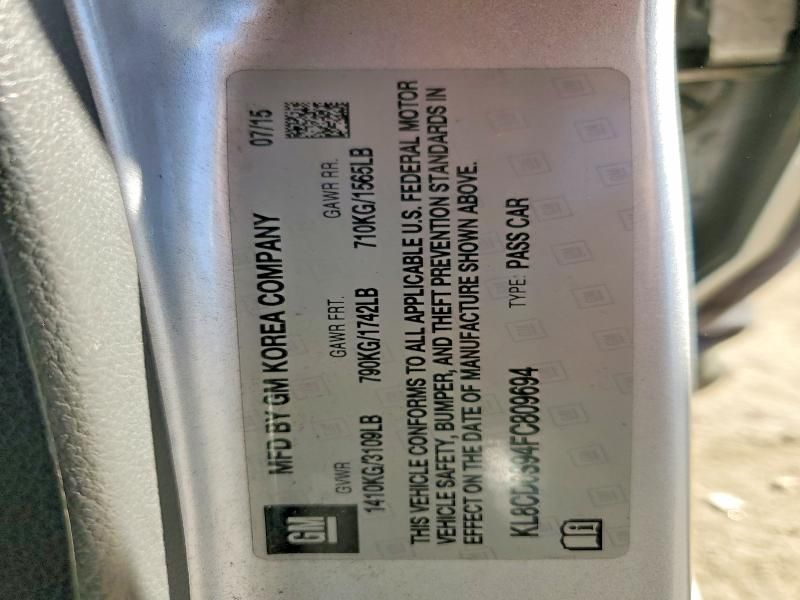 MFD BY GM KOREA COMPANY 07/15
GM
GVWR GAWR FRT. GAWR RR.
1410KG/3109LB 790KG/1742LB 710KG/1565LB
THIS VEHICLE CONFORMS TO ALL APPLICABLE U.S. FEDERAL MOTOR
VEHICLE SAFETY, BUMPER, AND THEFT PREVENTION STANDARDS IN
EFFECT ON THE DATE OF MANUFACTURE SHOWN ABOVE.
KL8CD6S94FC809694 TYPE: PASS CAR